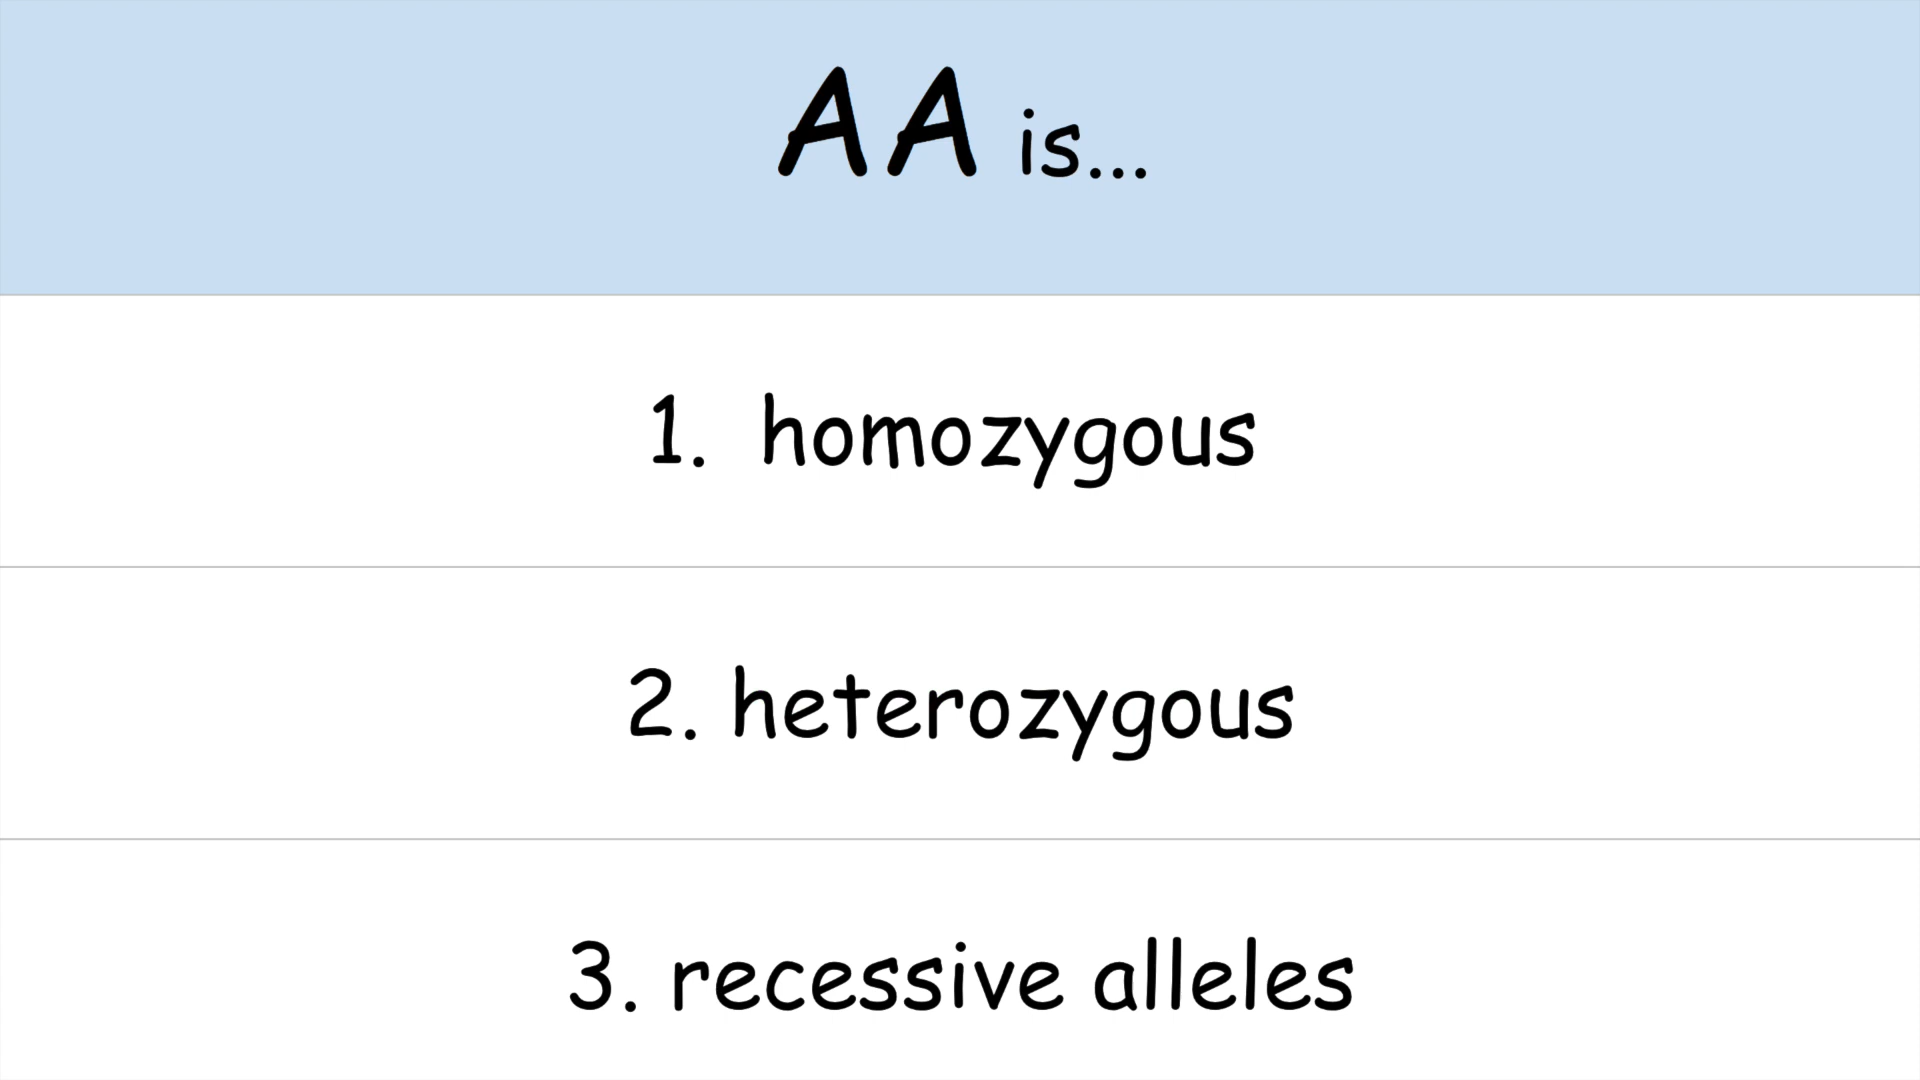 AA is...
1. homozygous
2. heterozygous
3. recessive alleles